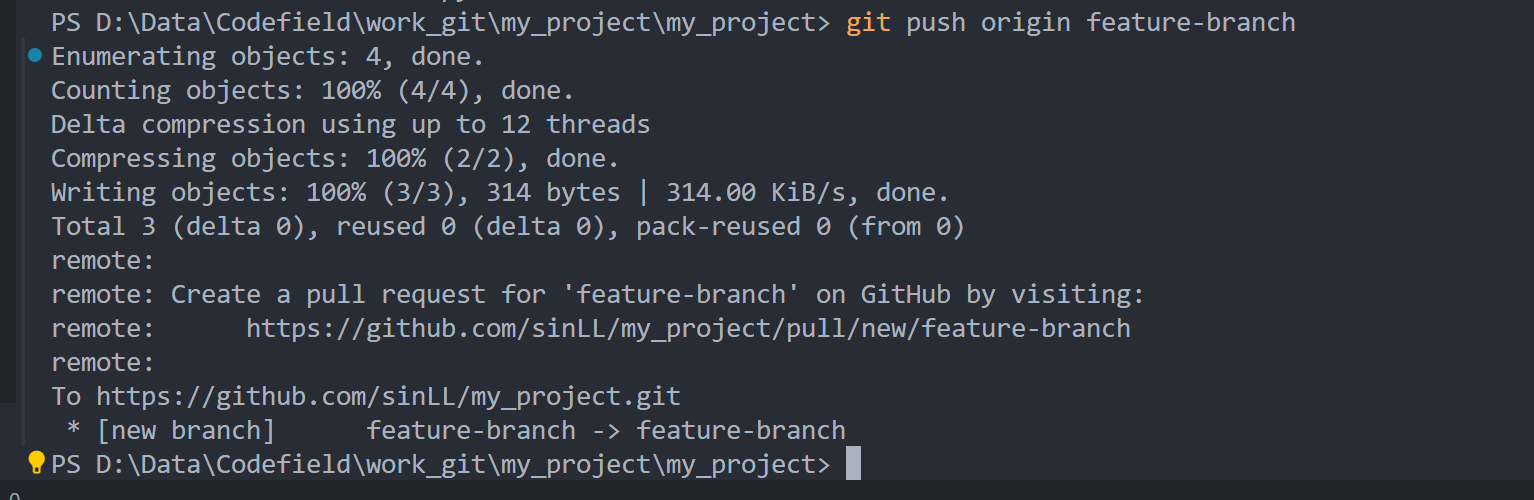 PS D:\Data\Codefield\work_git\my_project\my_project> git push origin feature-branch
Enumerating objects: 4, done.
Counting objects: 100% (4/4), done.
Delta compression using up to 12 threads
Compressing objects: 100% (2/2), done.
Writing objects: 100% (3/3), 314 bytes | 314.00 KiB/s, done.
Total 3 (delta 0), reused 0 (delta 0), pack-reused 0 (from 0)
remote:
remote: Create a pull request for 'feature-branch' on GitHub by visiting:
remote:      https://github.com/sinLL/my_project/pull/new/feature-branch
remote:
To https://github.com/sinLL/my_project.git
 * [new branch]      feature-branch -> feature-branch
PS D:\Data\Codefield\work_git\my_project\my_project>